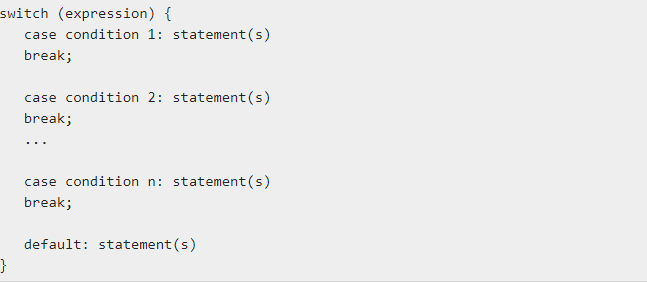 switch (expression) {
   case condition 1: statement(s)
   break;

   case condition 2: statement(s)
   break;
   ...

   case condition n: statement(s)
   break;

   default: statement(s)
}